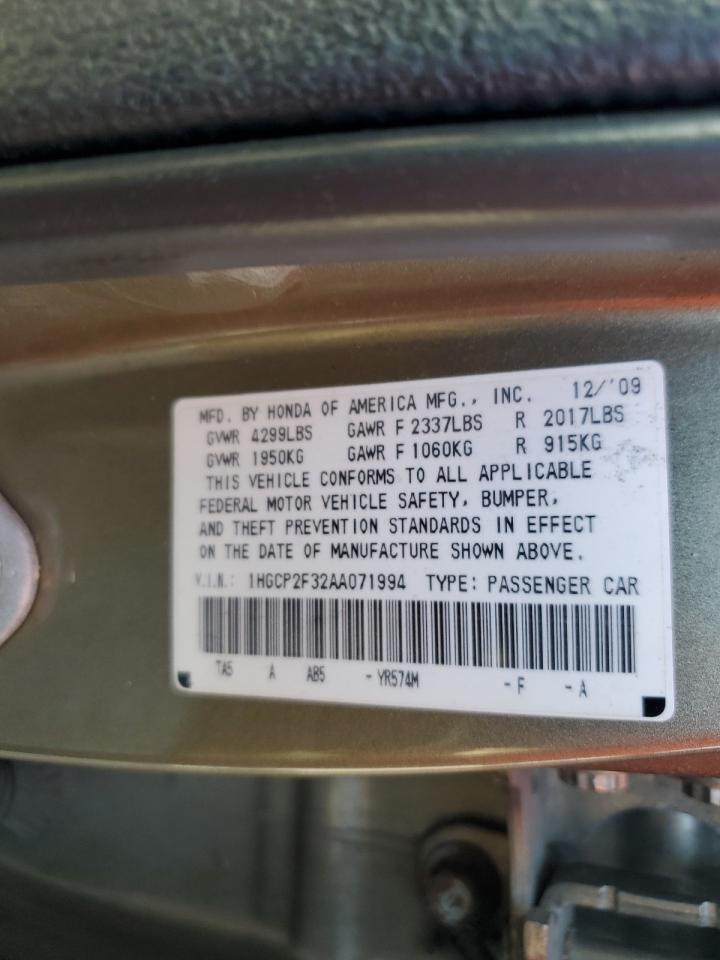 MFD. BY HONDA OF AMERICA MFG., INC. 12/'09
GVWR 4299LBS GAWR F 2337LBS R 2017LBS
GVWR 1950KG GAWR F 1060KG R 915KG
THIS VEHICLE CONFORMS TO ALL APPLICABLE
FEDERAL MOTOR VEHICLE SAFETY, BUMPER,
AND THEFT PREVENTION STANDARDS IN EFFECT
ON THE DATE OF MANUFACTURE SHOWN ABOVE.
V.I.N.: 1HGCP2F32AA071994 TYPE: PASSENGER CAR
TA5 A AB5 -YR574M -F -A